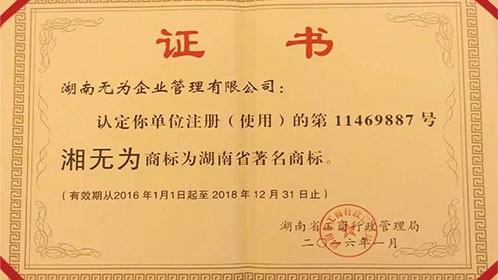 证书
湖南无为企业管理有限公司：
认定你单位注册（使用）的第 11469887 号
湘无为商标为湖南省著名商标。
（有效期从2016年1月1日起至2018年12月31日止）
湖南省工商行政管理局
二〇一六年一月